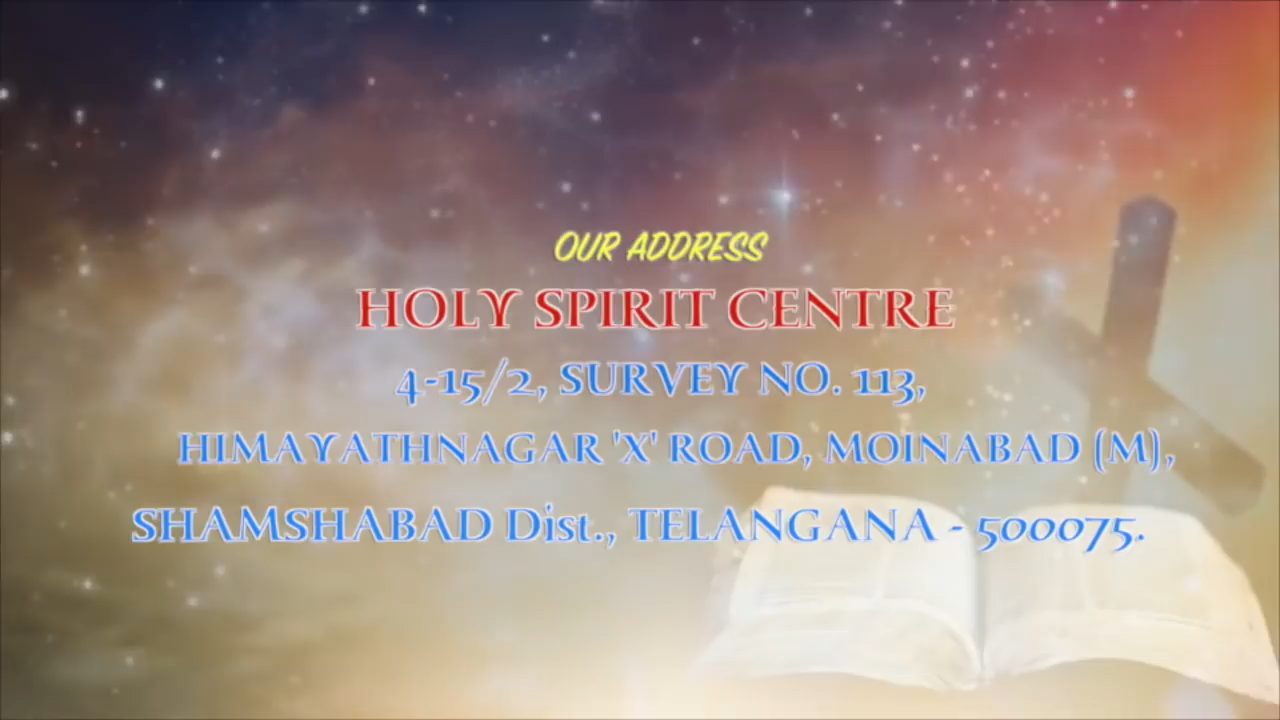 OUR ADDRESS
HOLY SPIRIT CENTRE
4-15/2, SURVEY NO. 113,
HIMAYATHNAGAR 'X' ROAD, MOINABAD (M),
SHAMSHABAD Dist., TELANGANA - 500075.